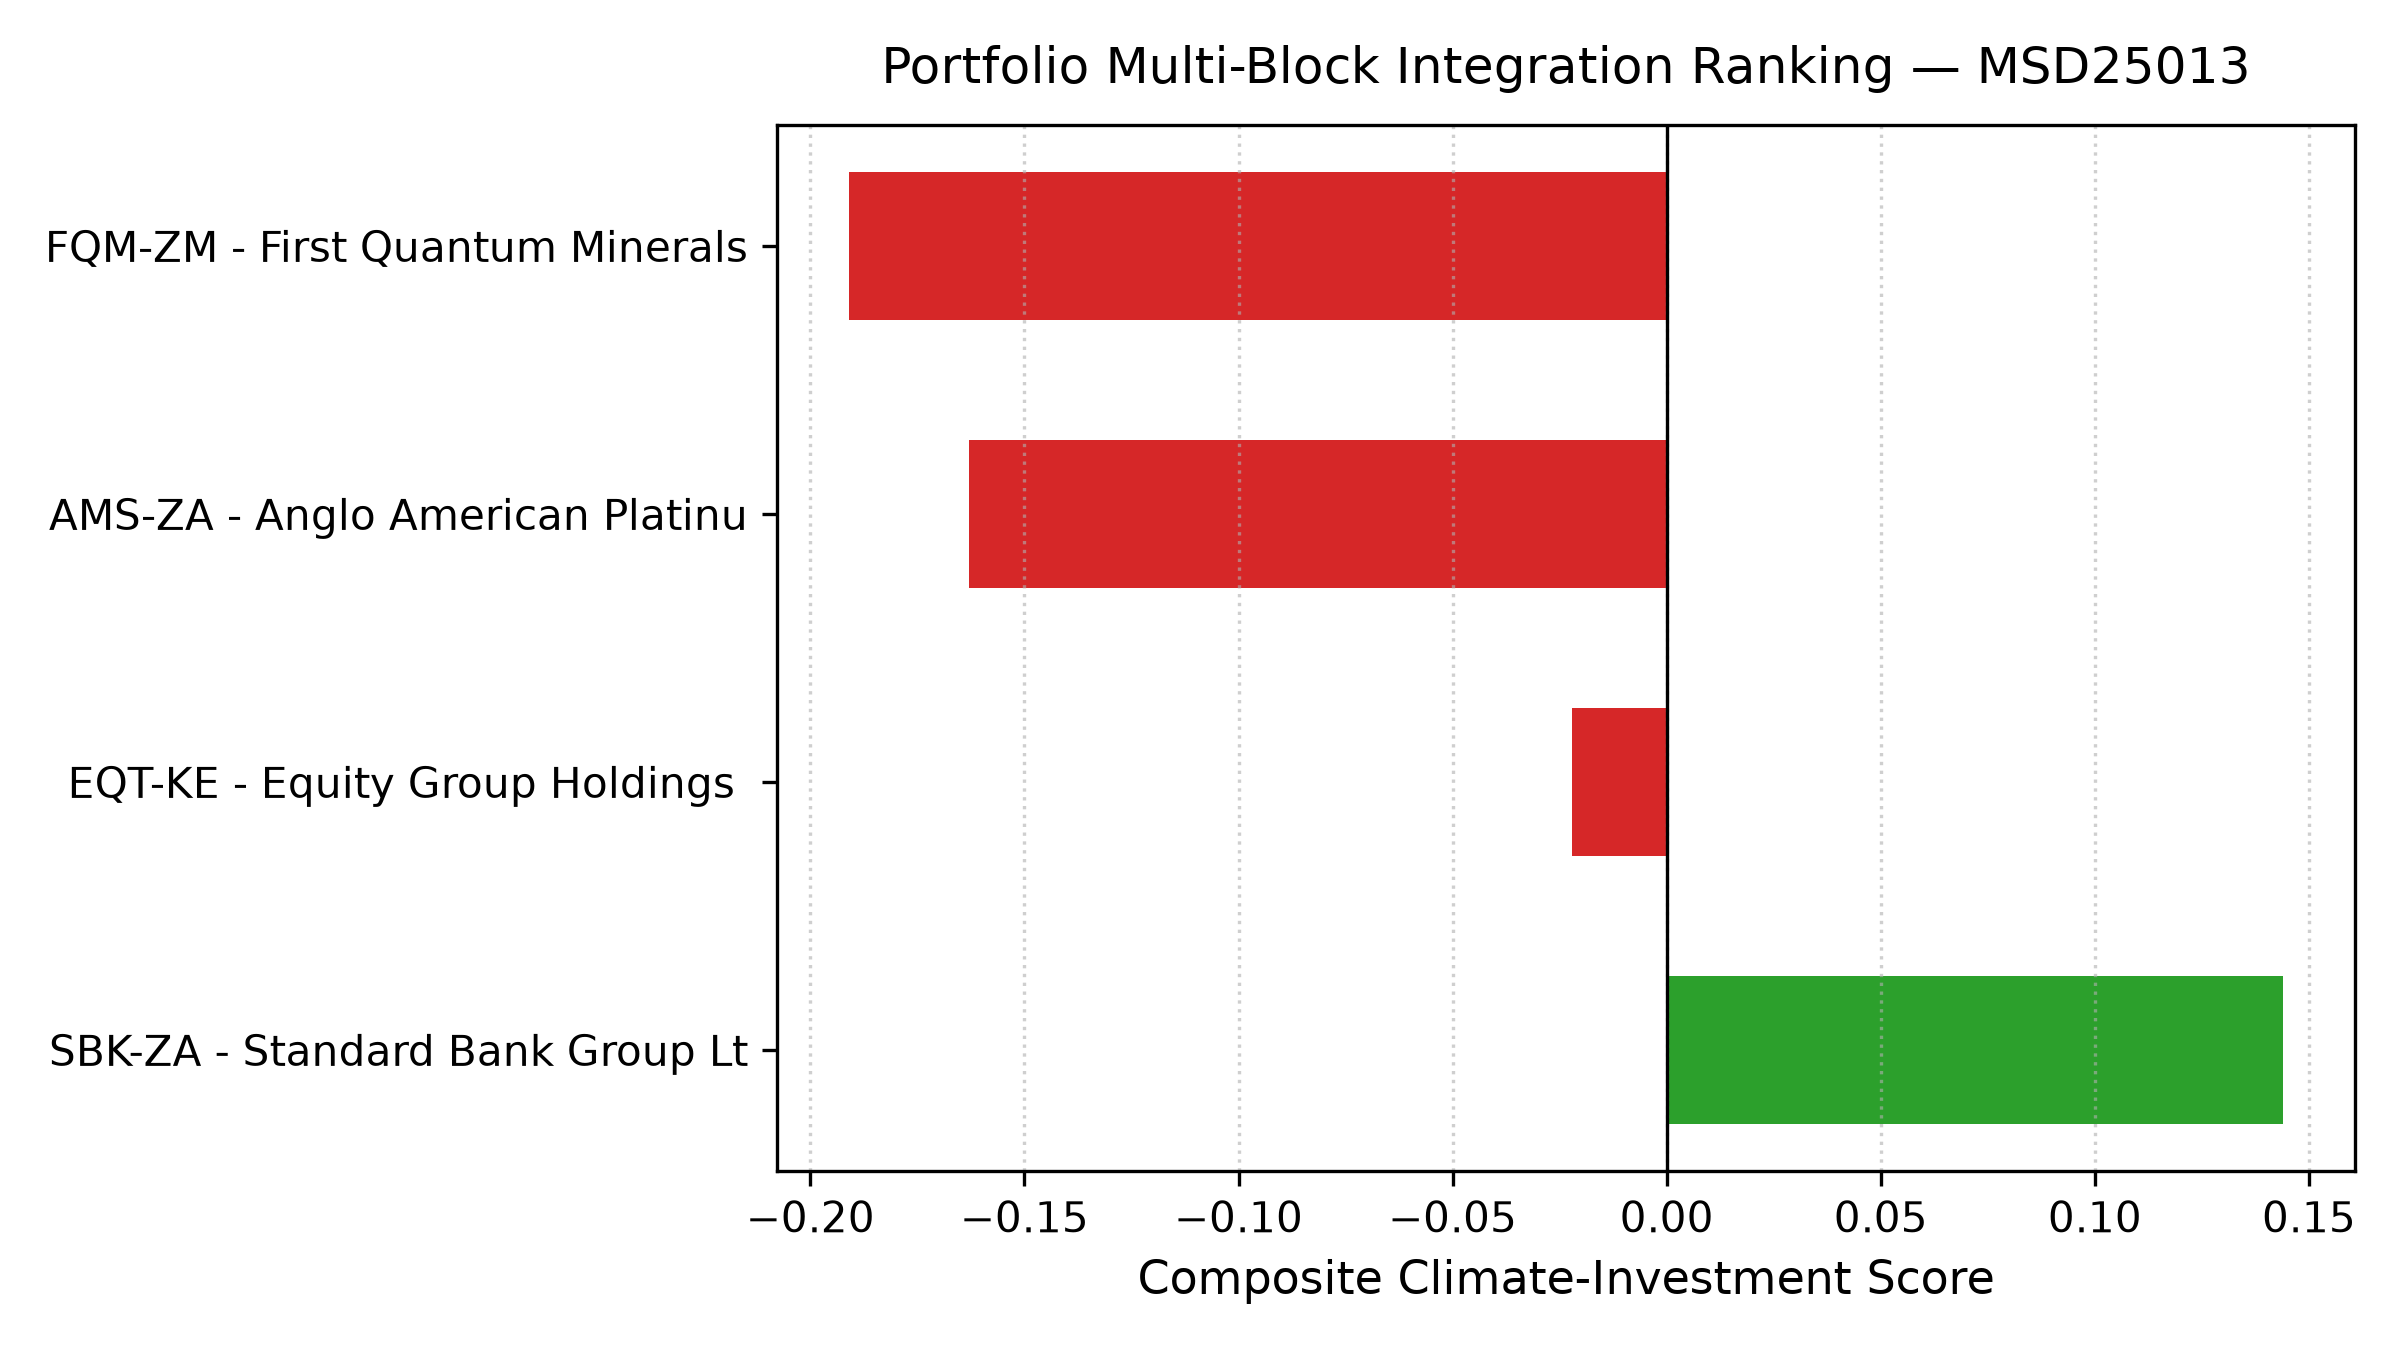 Portfolio Multi-Block Integration Ranking — MSD25013
FQM-ZM - First Quantum Minerals
AMS-ZA - Anglo American Platinu
EQT-KE - Equity Group Holdings
SBK-ZA - Standard Bank Group Lt
−0.20 −0.15 −0.10 −0.05 0.00 0.05 0.10 0.15
Composite Climate-Investment Score